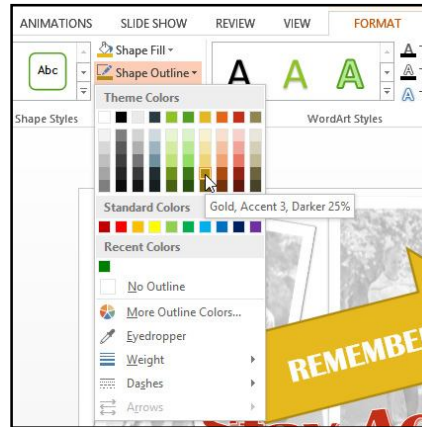 ANIMATIONS SLIDE SHOW REVIEW VIEW FORMAT
Abc
Shape Fill
Shape Outline
A A A
A
A
A
Shape Styles
WordArt Styles
Theme Colors
Gold, Accent 3, Darker 25%
Standard Colors
Recent Colors
No Outline
More Outline Colors...
Eyedropper
Weight
Dashes
Arrows
REMEMBE